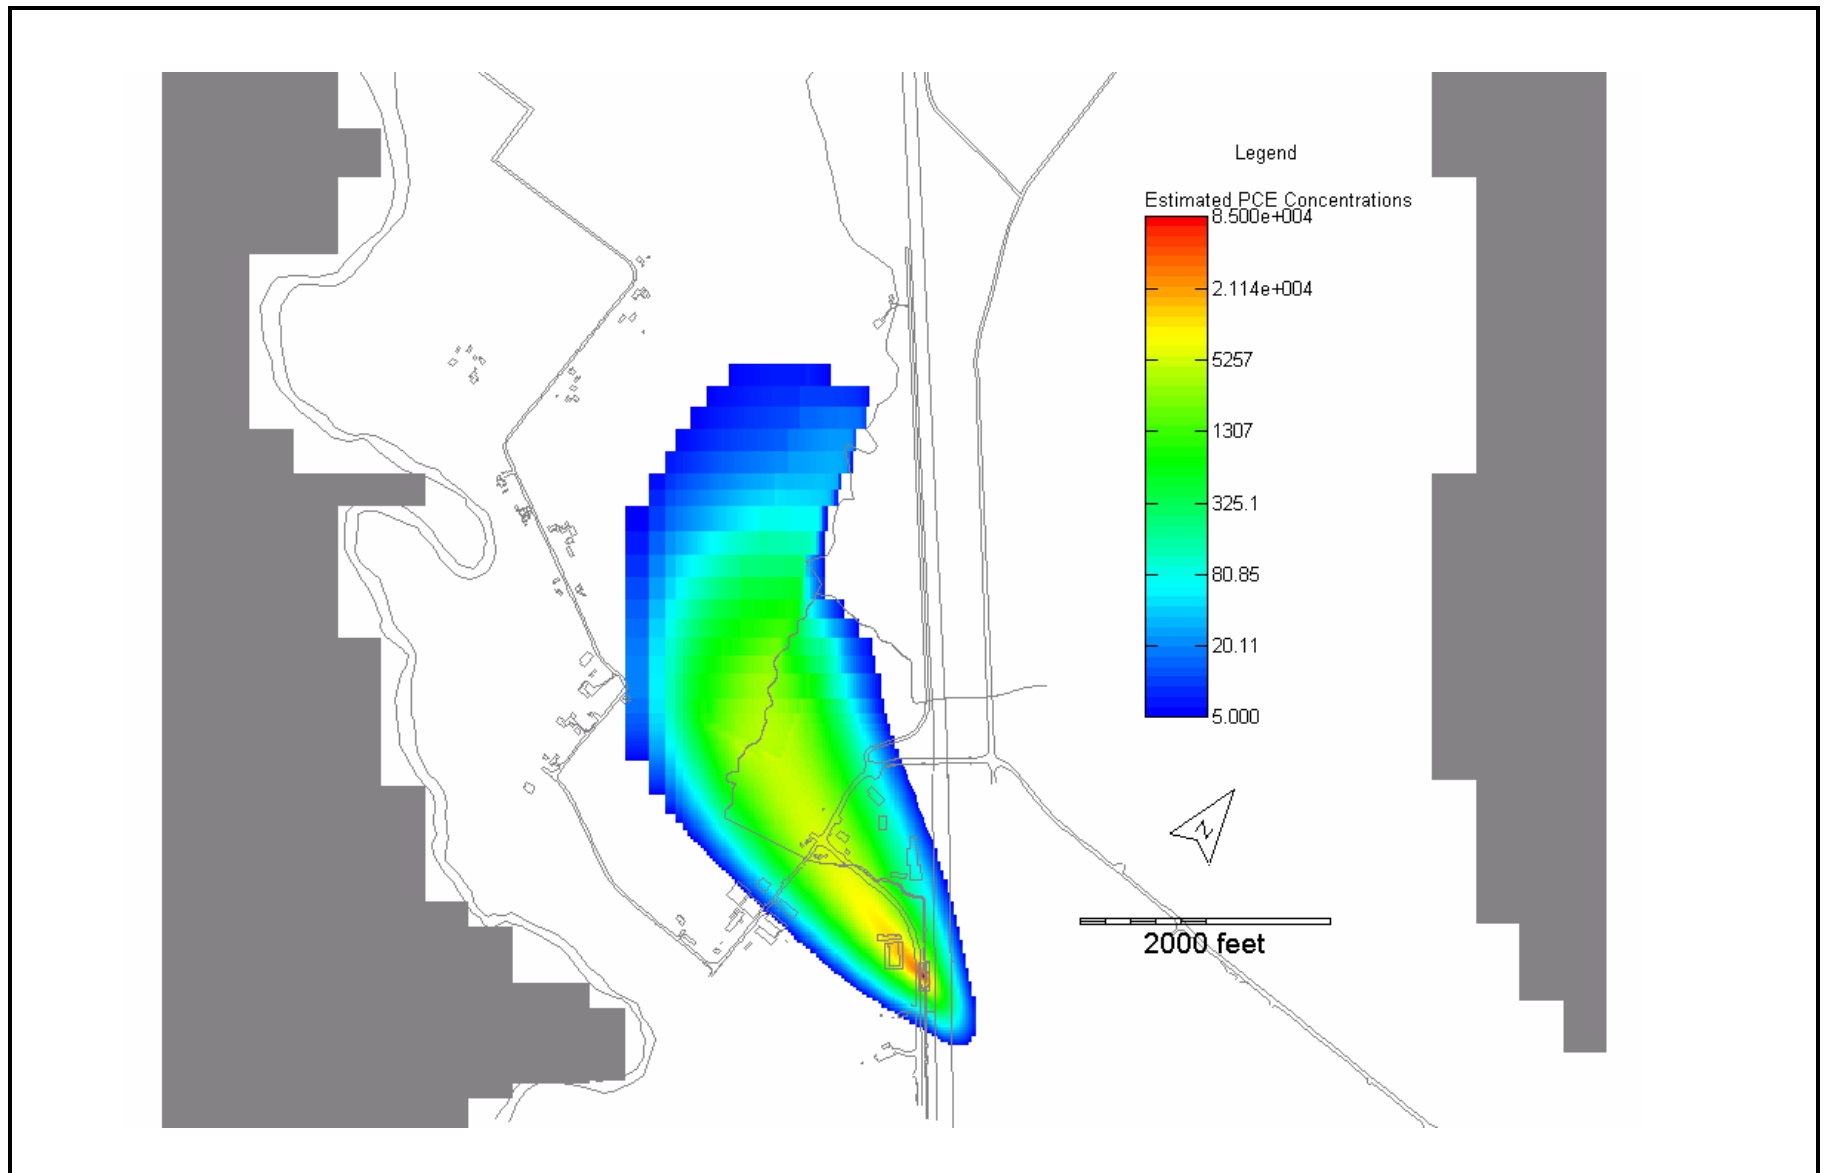 Legend
Estimated PCE Concentrations
8.500e+004
2.114e+004
5257
1307
325.1
80.85
20.11
5.000
N
2000 feet